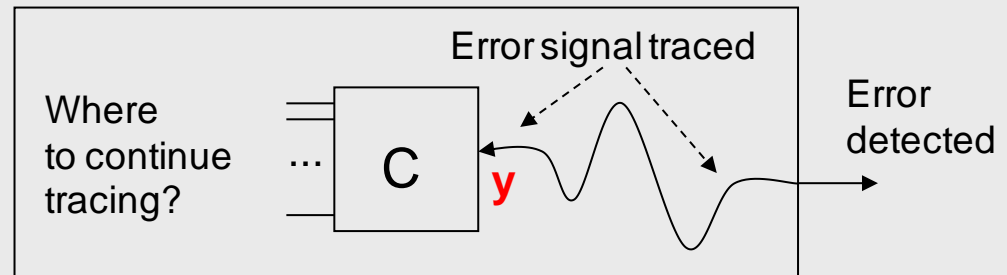 Error signal traced
Where
to continue
tracing?
...
C
y
Error
detected